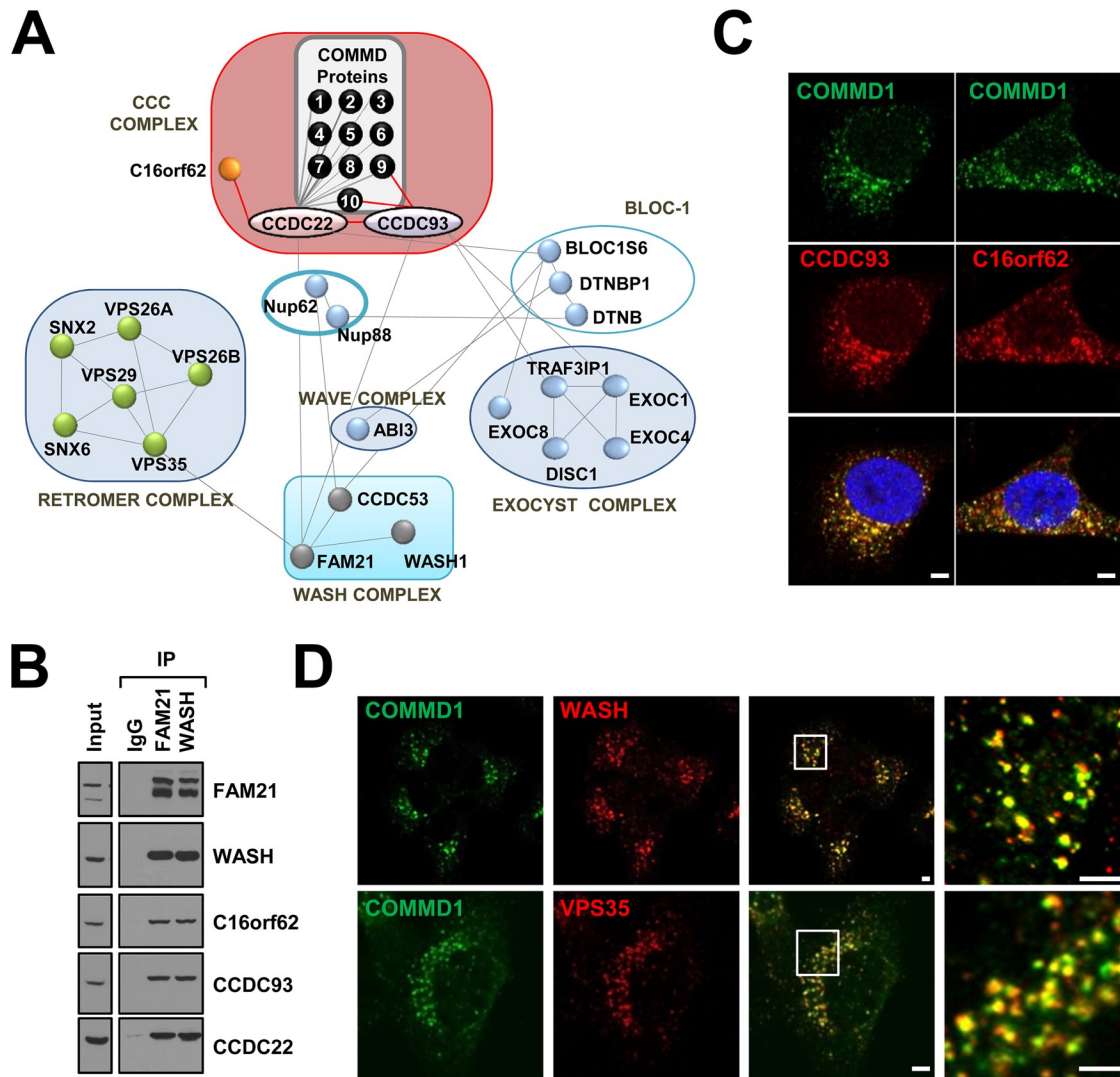 A
COMMD
Proteins
1 2 3
4 5 6
7 8 9
10
CCC
COMPLEX
C16orf62
CCDC22
CCDC93
BLOC-1
BLOC1S6
DTNBP1
DTNB
Nup62
Nup88
VPS26A
SNX2
VPS26B
VPS29
SNX6
VPS35
RETROMER COMPLEX
WAVE COMPLEX
ABI3
TRAF3IP1
EXOC1
EXOC8
EXOC4
DISC1
EXOCYST COMPLEX
CCDC53
FAM21
WASH1
WASH COMPLEX
B
IP
Input
IgG
FAM21
WASH
FAM21
WASH
C16orf62
CCDC93
CCDC22
C
COMMD1
COMMD1
CCDC93
C16orf62
D
COMMD1
WASH
COMMD1
VPS35